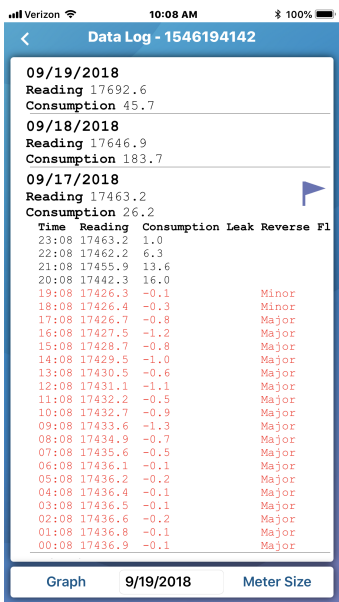 Verizon 10:08 AM 100%
Data Log - 1546194142
09/19/2018
Reading 17692.6
Consumption 45.7
09/18/2018
Reading 17646.9
Consumption 183.7
09/17/2018
Reading 17463.2
Consumption 26.2
Time Reading Consumption Leak Reverse Fl
23:08 17463.2 1.0
22:08 17462.2 6.3
21:08 17455.9 13.6
20:08 17442.3 16.0
19:08 17426.3 -0.1 Minor
18:08 17426.4 -0.3 Minor
17:08 17426.7 -0.8 Major
16:08 17427.5 -1.2 Major
15:08 17428.7 -0.8 Major
14:08 17429.5 -1.0 Major
13:08 17430.5 -0.6 Major
12:08 17431.1 -1.1 Major
11:08 17432.2 -0.5 Major
10:08 17432.7 -0.9 Major
09:08 17433.6 -1.3 Major
08:08 17434.9 -0.7 Major
07:08 17435.6 -0.5 Major
06:08 17436.1 -0.1 Major
05:08 17436.2 -0.2 Major
04:08 17436.4 -0.1 Major
03:08 17436.5 -0.1 Major
02:08 17436.6 -0.2 Major
01:08 17436.8 -0.1 Major
00:08 17436.9 -0.1 Major
Graph 9/19/2018 Meter Size